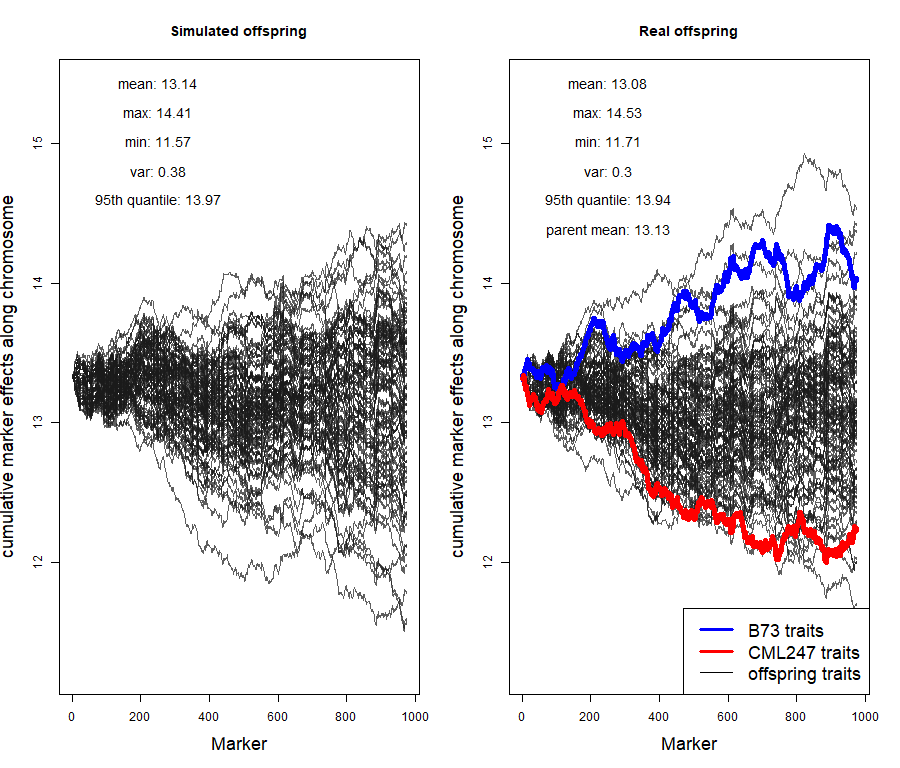 Simulated offspring
mean: 13.14
max: 14.41
min: 11.57
var: 0.38
95th quantile: 13.97
cumulative marker effects along chromosome
15
14
13
12
0 200 400 600 800 1000
Marker
Real offspring
mean: 13.08
max: 14.53
min: 11.71
var: 0.3
95th quantile: 13.94
parent mean: 13.13
cumulative marker effects along chromosome
15
14
13
12
B73 traits
CML247 traits
offspring traits
0 200 400 600 800 1000
Marker